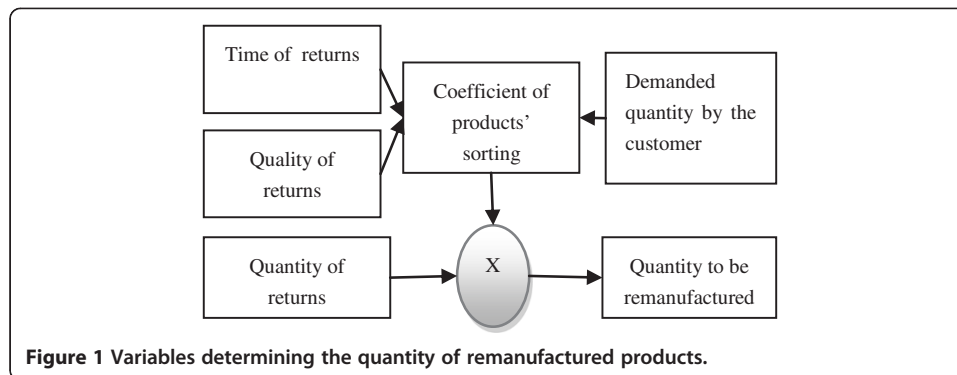 Time of returns
Coefficient of
products'
sorting
Demanded
quantity by the
customer
Quality of
returns
Quantity of
returns
X
Quantity to be
remanufactured
Figure 1 Variables determining the quantity of remanufactured products.